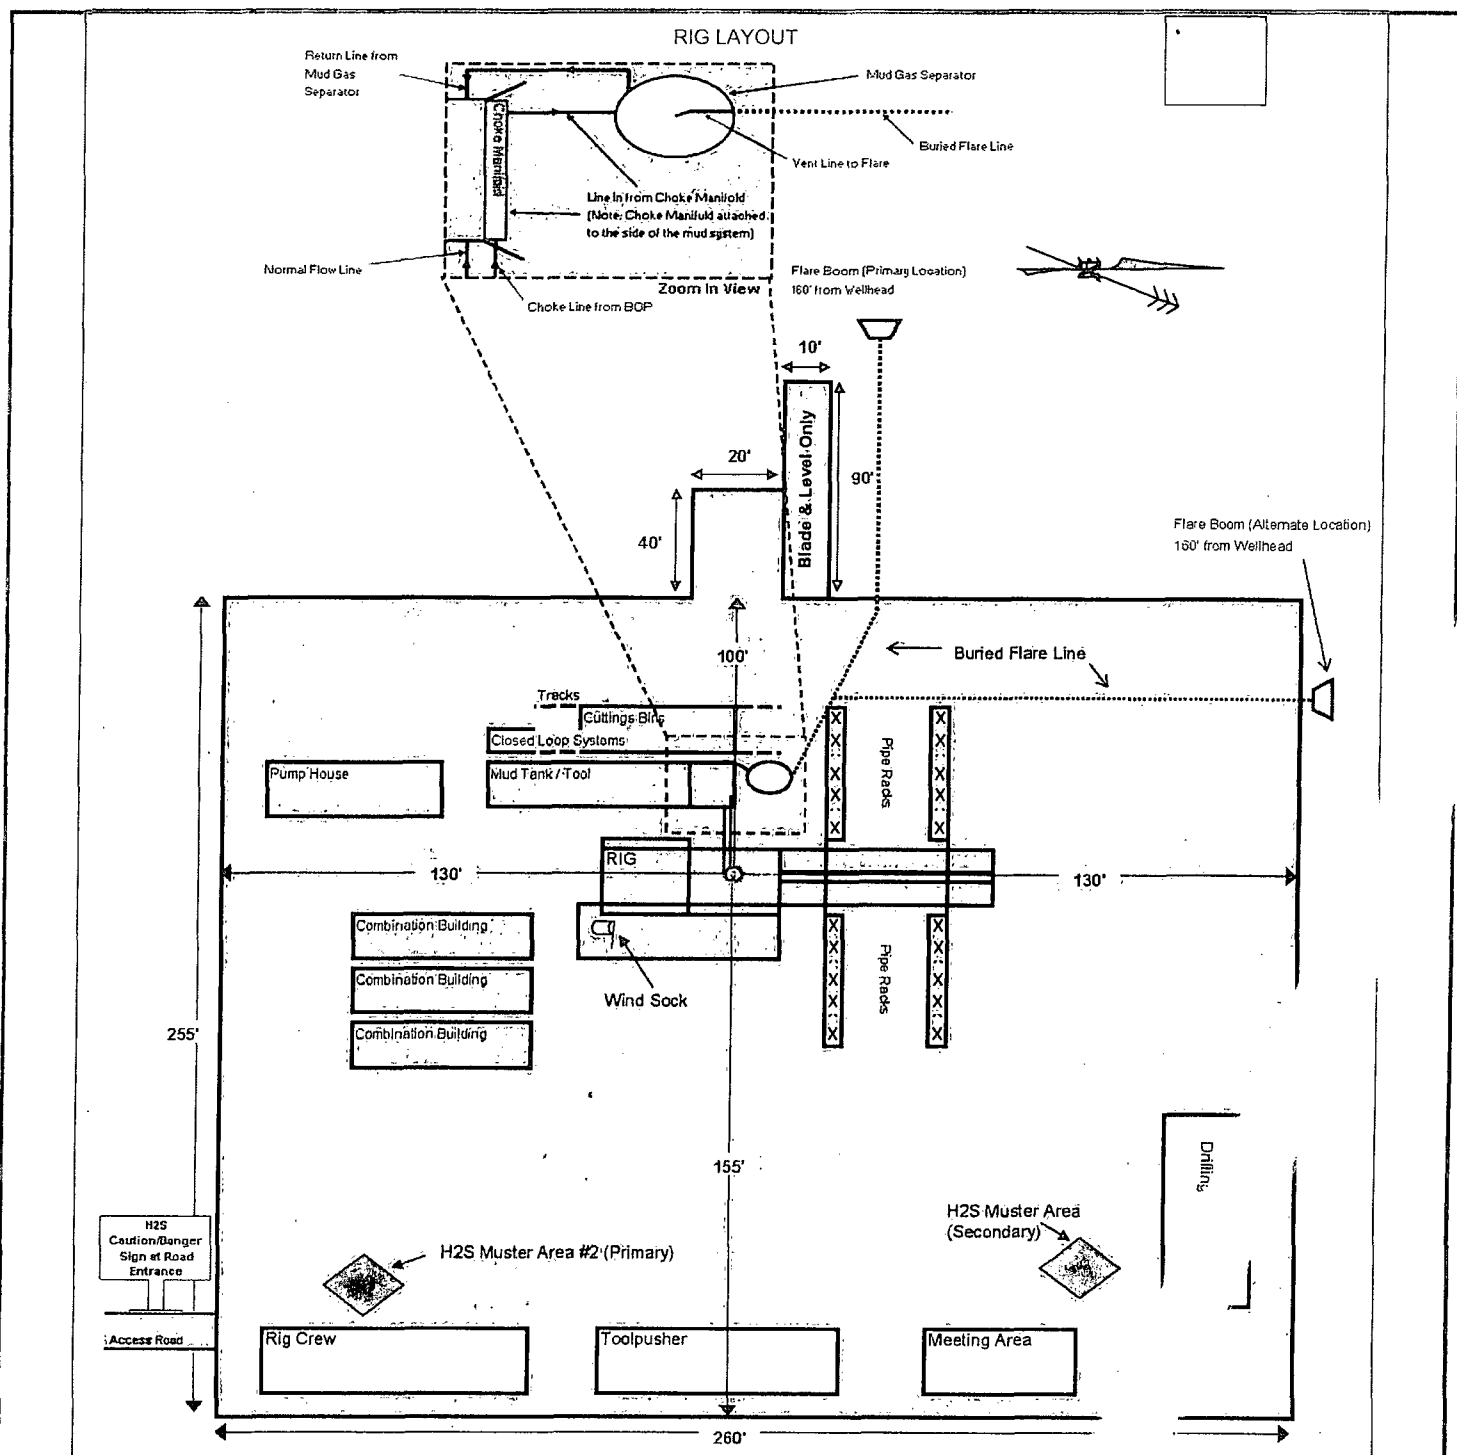 RIG LAYOUT
Return Line from
Mud Gas
Separator
Mud Gas Separator
Choke Manifold
Buried Flare Line
Vent Line to Flare
Line In from Choke Manifold
(Note: Choke Manifold attached
to the side of the mud system)
Normal Flow Line
Choke Line from BOP
Zoom In View
Flare Boom (Primary Location)
160' from Wellhead
10'
Blade & Level Only
20'
90'
40'
Flare Boom (Alternate Location)
160' from Wellhead
100'
Buried Flare Line
Tracks
Cuttings Bins
Closed Loop Systems
Pump House
Mud Tank / Tool
X
X
X
X
X
Pipe Racks
X
X
X
X
X
RIG
130'
130'
Combination Building
Combination Building
Combination Building
Wind Sock
X
X
X
X
X
Pipe Racks
X
X
X
X
X
255'
155'
Drilling
H2S
Caution/Danger
Sign at Road
Entrance
Access Road
H2S Muster Area #2 (Primary)
H2S Muster Area
(Secondary)
Rig Crew
Toolpusher
Meeting Area
260'